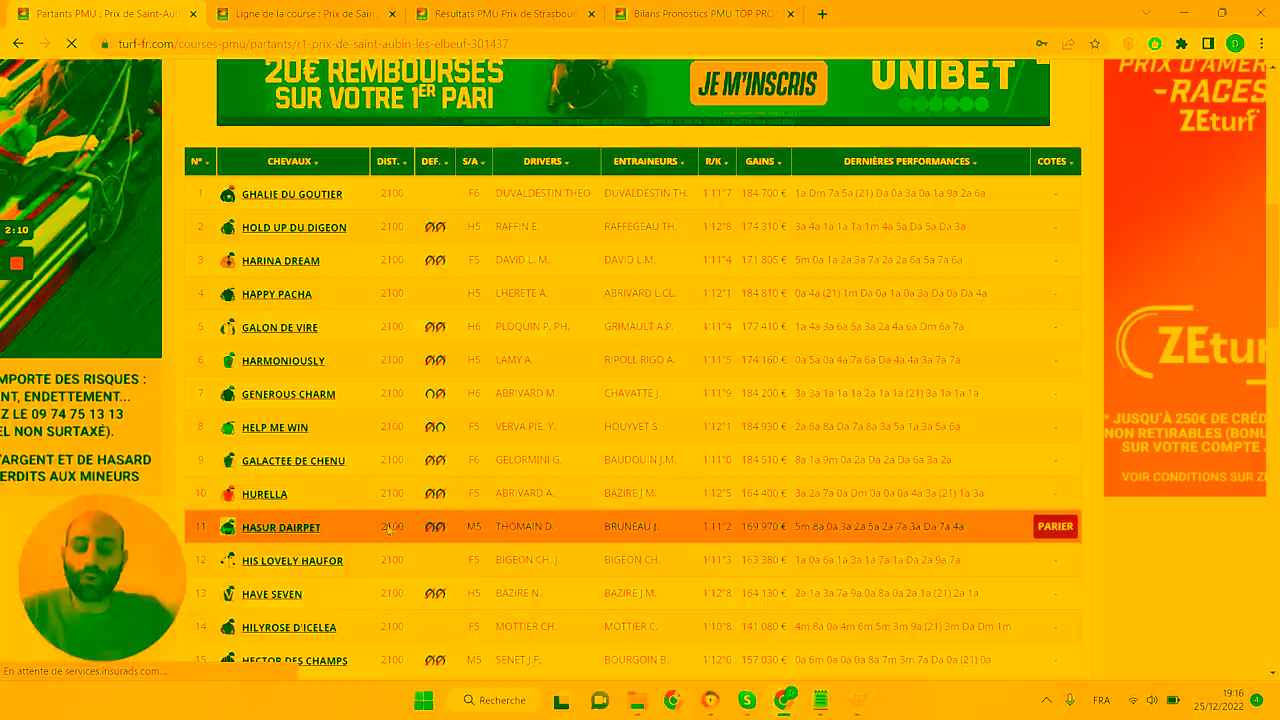 Partants PMU : Prix de Saint-Aub
Ligne de la course : Prix de Saint
Résultats PMU Prix de Strasbour
Bilans Pronostics PMU TOP PRO
turf-fr.com/courses-pmu/partants/r1-prix-de-saint-aubin-les-elbeuf-301437
D
20€ REMBOURSÉS
SUR VOTRE 1ER PARI
JE M'INSCRIS
UNIBET
PRIX D'AMÉR
-RACES
ZEturf
N° CHEVAUX DIST. DEF. S/A DRIVERS ENTRAINEURS R/K GAINS DERNIÈRES PERFORMANCES COTES
1 GHALIE DU GOUTIER 2100 F6 DUVALDESTIN THEO DUVALDESTIN TH. 1'11"7 184 700 € 1a Dm 7a 5a (21) Da 0a 3a 0a 1a 9a 2a 6a -
2 HOLD UP DU DIGEON 2100 H5 RAFFIN E. RAFFEGEAU TH. 1'12"8 174 310 € 3a 4a 1a 1a 1a 1m 4a 5a Da 5a Da 3a -
3 HARINA DREAM 2100 F5 DAVID L. M. DAVID L.M. 1'11"4 171 805 € 5m 0a 1a 2a 3a 7a 2a 2a 6a 5a 7a 6a -
4 HAPPY PACHA 2100 H5 LHERETE A. ABRIVARD L.CL. 1'12"1 184 810 € 0a 4a (21) 1m Da 0a 1a 0a 3a Da 0a Da 4a -
5 GALON DE VIRE 2100 H6 PLOQUIN P. PH. GRIMAULT A.P. 1'11"4 177 410 € 1a 4a 3a 6a 5a 3a 2a 4a 6a Dm 6a 7a -
6 HARMONIOUSLY 2100 H5 LAMY A. RIPOLL RIGO A. 1'11"5 174 160 € 0a 5a 0a 4a 7a 6a Da 4a 4a 3a 7a 7a -
7 GENEROUS CHARM 2100 H6 ABRIVARD M. CHAVATTE J. 1'11"9 184 200 € 3a 3a 1a 1a 1a 2a 1a 1a (21) 3a 1a 1a 1a -
8 HELP ME WIN 2100 F5 VERVA PIE. Y. HOUYVET S. 1'12"1 184 930 € 2a 6a 8a Da 7a 8a 3a 5a 1a 3a 5a 6a -
9 GALACTEE DE CHENU 2100 F6 GELORMINI G. BAUDOUIN J.M. 1'11"0 184 510 € 8a 1a 9m 0a 2a Da 2a Da 6a 3a 2a -
10 HURELLA 2100 F5 ABRIVARD A. BAZIRE J M. 1'12"5 164 400 € 3a 2a 7a 0a Dm 0a 0a 0a 4a 3a (21) 1a 3a -
11 HASUR DAIRPET 2100 M5 THOMAIN D. BRUNEAU J. 1'11"2 169 970 € 5m 8a 0a 3a 2a 5a 2a 7a 3a Da 7a 4a PARIER
12 HIS LOVELY HAUFOR 2100 F5 BIGEON CH. J. BIGEON CH. 1'11"3 163 380 € 1a 0a 6a 1a 3a 1a 7a 1a Da 2a 9a 7a -
13 HAVE SEVEN 2100 H5 BAZIRE N. BAZIRE J.M. 1'12"8 164 130 € 2a 1a 3a 7a 9a 0a 8a 0a 2a 1a (21) 2a 1a -
14 HILYROSE D'ICELEA 2100 F5 MOTTIER CH. MOTTIER C. 1'10"8 141 080 € 4m 8a 0a 4m 6m 5m 3m 9a (21) 3m Da Dm 1m -
15 HECTOR DES CHAMPS 2100 M5 SENET J.F. BOURGOIN B. 1'12"0 157 030 € 0a 6m 0a 0a 0a 8a 7m 3m 7a Da 0a (21) 0a -
2:10
MPORTE DES RISQUES :
NT, ENDETTEMENT...
Z LE 09 74 75 13 13
EL NON SURTAXÉ).
'ARGENT ET DE HASARD
ERDITS AUX MINEURS
ZEtur
* JUSQU'À 250€ DE CRÉD
NON RETIRABLES (BONU
SUR VOTRE COMPTE
VOIR CONDITIONS SUR ZE
En attente de services.insurads.com...
Recherche
FRA
19:16
25/12/2022
4